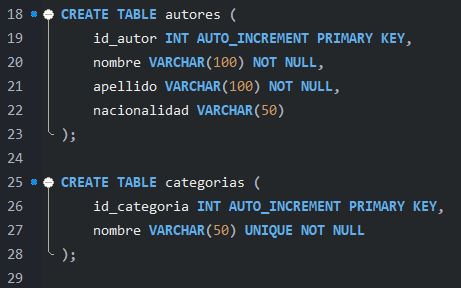 18 CREATE TABLE autores (
19 id_autor INT AUTO_INCREMENT PRIMARY KEY,
20 nombre VARCHAR(100) NOT NULL,
21 apellido VARCHAR(100) NOT NULL,
22 nacionalidad VARCHAR(50)
23 );
24
25 CREATE TABLE categorias (
26 id_categoria INT AUTO_INCREMENT PRIMARY KEY,
27 nombre VARCHAR(50) UNIQUE NOT NULL
28 );
29